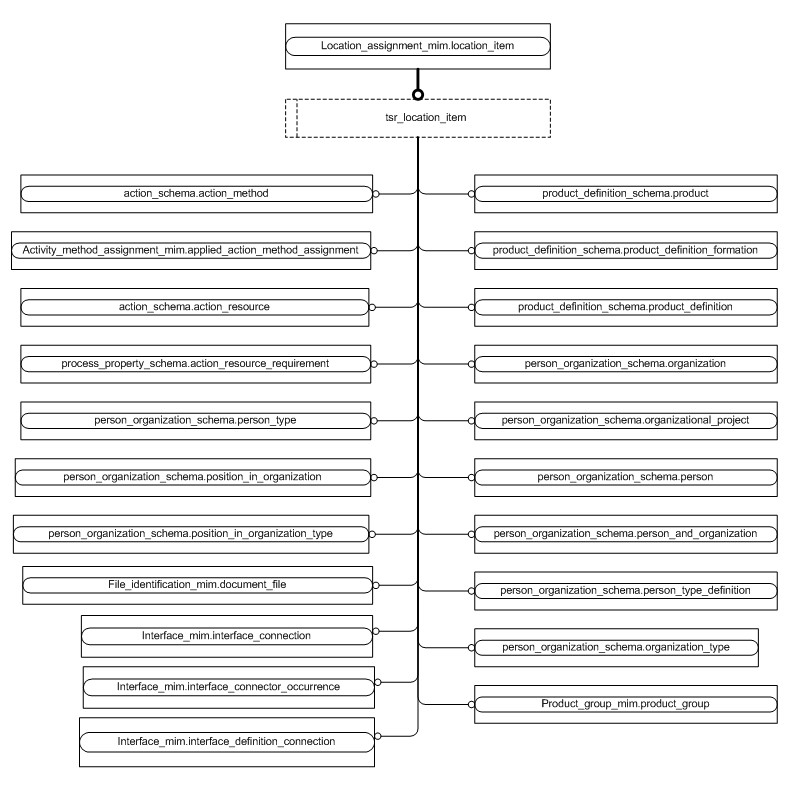 Location_assignment_mim.location_item
tsr_location_item
action_schema.action_method
product_definition_schema.product
Activity_method_assignment_mim.applied_action_method_assignment
product_definition_schema.product_definition_formation
action_schema.action_resource
product_definition_schema.product_definition
process_property_schema.action_resource_requirement
person_organization_schema.organization
person_organization_schema.person_type
person_organization_schema.organizational_project
person_organization_schema.position_in_organization
person_organization_schema.person
person_organization_schema.position_in_organization_type
person_organization_schema.person_and_organization
File_identification_mim.document_file
person_organization_schema.person_type_definition
Interface_mim.interface_connection
person_organization_schema.organization_type
Interface_mim.interface_connector_occurrence
Product_group_mim.product_group
Interface_mim.interface_definition_connection